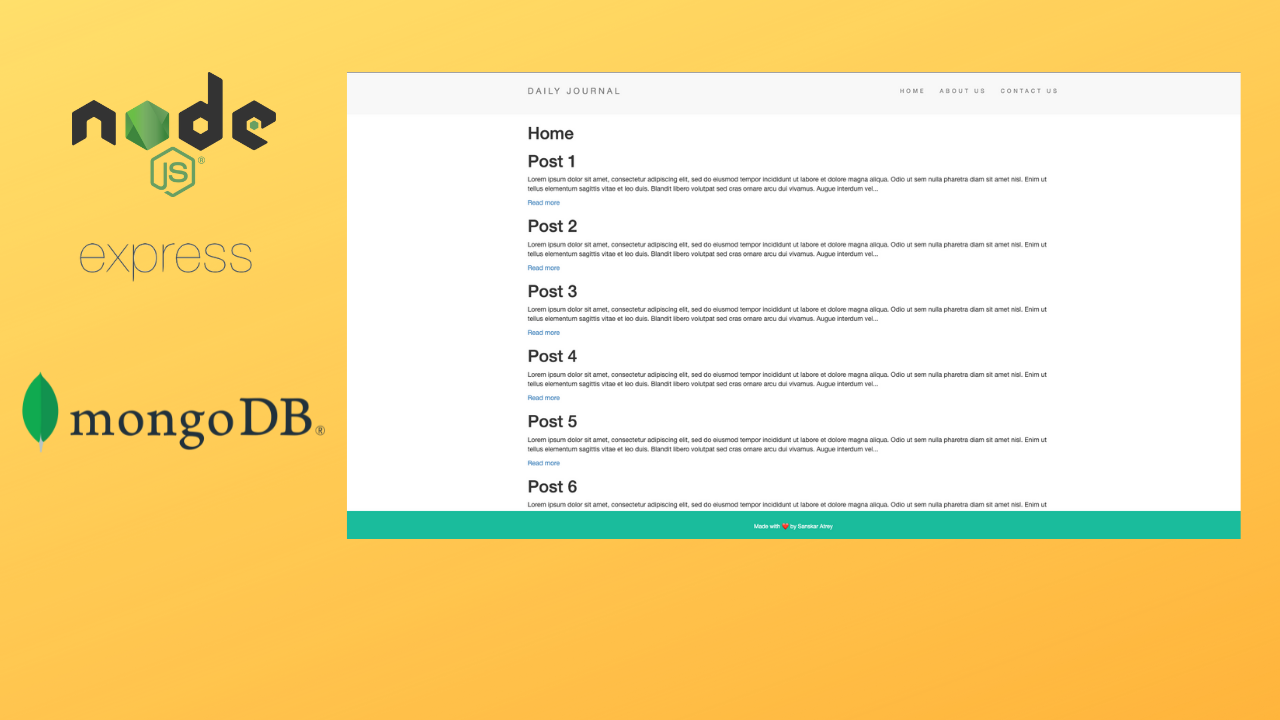 node
JS®
express
mongoDB®
DAILY JOURNAL
HOME ABOUT US CONTACT US
Home
Post 1
Lorem ipsum dolor sit amet, consectetur adipiscing elit, sed do eiusmod tempor incididunt ut labore et dolore magna aliqua. Odio ut sem nulla pharetra diam sit amet nisl. Enim ut
tellus elementum sagittis vitae et leo duis. Blandit libero volutpat sed cras ornare arcu dui vivamus. Augue interdum vel...
Read more
Post 2
Lorem ipsum dolor sit amet, consectetur adipiscing elit, sed do eiusmod tempor incididunt ut labore et dolore magna aliqua. Odio ut sem nulla pharetra diam sit amet nisl. Enim ut
tellus elementum sagittis vitae et leo duis. Blandit libero volutpat sed cras ornare arcu dui vivamus. Augue interdum vel...
Read more
Post 3
Lorem ipsum dolor sit amet, consectetur adipiscing elit, sed do eiusmod tempor incididunt ut labore et dolore magna aliqua. Odio ut sem nulla pharetra diam sit amet nisl. Enim ut
tellus elementum sagittis vitae et leo duis. Blandit libero volutpat sed cras ornare arcu dui vivamus. Augue interdum vel...
Read more
Post 4
Lorem ipsum dolor sit amet, consectetur adipiscing elit, sed do eiusmod tempor incididunt ut labore et dolore magna aliqua. Odio ut sem nulla pharetra diam sit amet nisl. Enim ut
tellus elementum sagittis vitae et leo duis. Blandit libero volutpat sed cras ornare arcu dui vivamus. Augue interdum vel...
Read more
Post 5
Lorem ipsum dolor sit amet, consectetur adipiscing elit, sed do eiusmod tempor incididunt ut labore et dolore magna aliqua. Odio ut sem nulla pharetra diam sit amet nisl. Enim ut
tellus elementum sagittis vitae et leo duis. Blandit libero volutpat sed cras ornare arcu dui vivamus. Augue interdum vel...
Read more
Post 6
Lorem ipsum dolor sit amet, consectetur adipiscing elit, sed do eiusmod tempor incididunt ut labore et dolore magna aliqua. Odio ut sem nulla pharetra diam sit amet nisl. Enim ut
Made with ❤️ by Sanskar Atrey